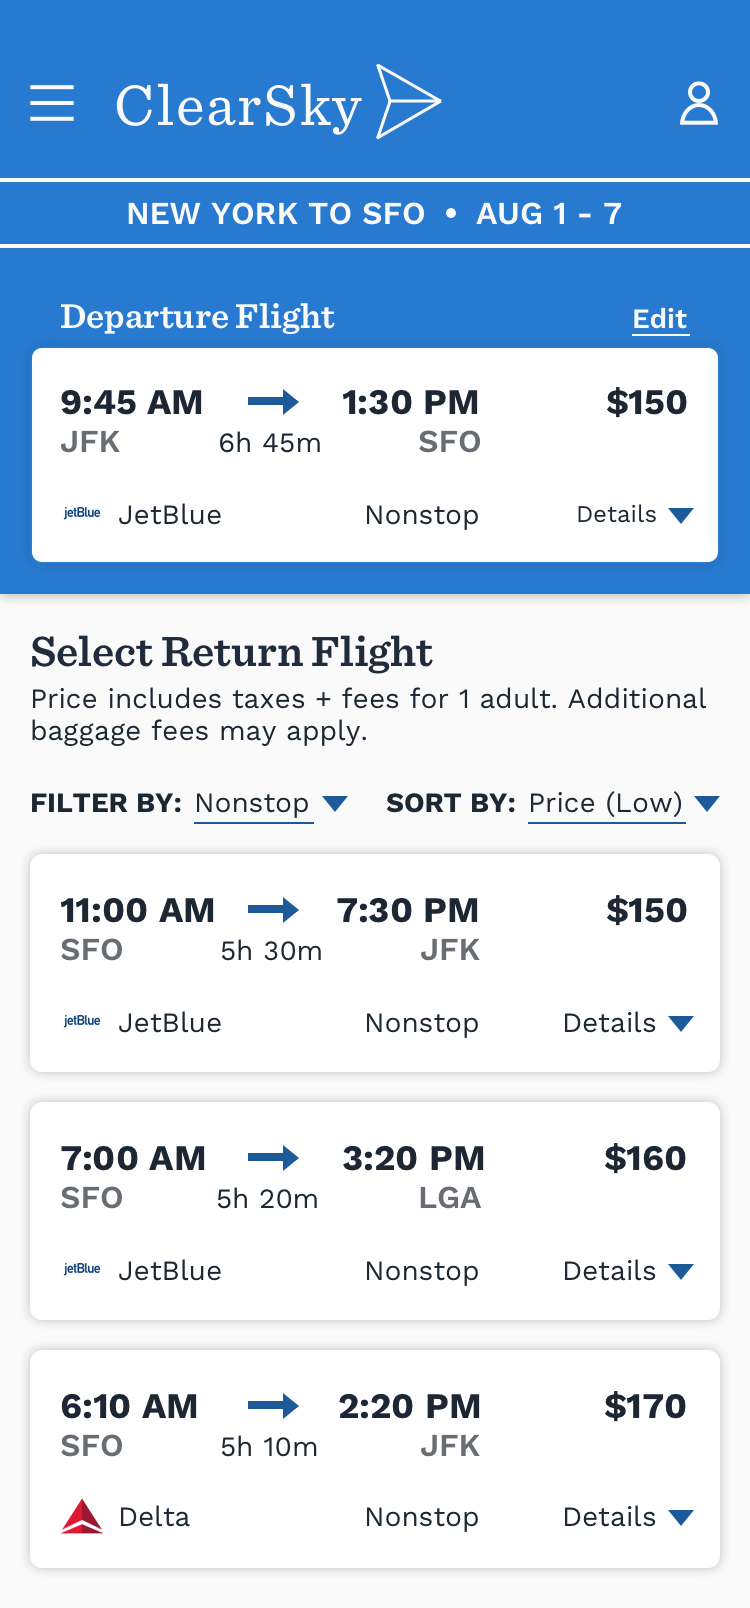 ClearSky
NEW YORK TO SFO • AUG 1 - 7
Departure Flight Edit
9:45 AM 1:30 PM $150
JFK 6h 45m SFO
jetBlue JetBlue Nonstop Details
Select Return Flight
Price includes taxes + fees for 1 adult. Additional
baggage fees may apply.
FILTER BY: Nonstop SORT BY: Price (Low)
11:00 AM 7:30 PM $150
SFO 5h 30m JFK
jetBlue JetBlue Nonstop Details
7:00 AM 3:20 PM $160
SFO 5h 20m LGA
jetBlue JetBlue Nonstop Details
6:10 AM 2:20 PM $170
SFO 5h 10m JFK
Delta Nonstop Details